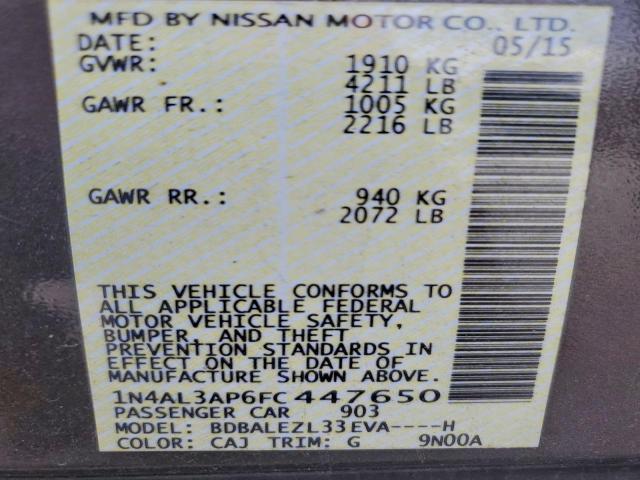 MFD BY NISSAN MOTOR CO., LTD.
DATE: 05/15
GVWR: 1910 KG
4211 LB
GAWR FR.: 1005 KG
2216 LB
GAWR RR.: 940 KG
2072 LB
THIS VEHICLE CONFORMS TO
ALL APPLICABLE FEDERAL
MOTOR VEHICLE SAFETY,
BUMPER, AND THEFT
PREVENTION STANDARDS IN
EFFECT ON THE DATE OF
MANUFACTURE SHOWN ABOVE.
1N4AL3AP6FC447650
PASSENGER CAR 903
MODEL: BDBALEZL33EVA----H
COLOR: CAJ TRIM: G 9N00A